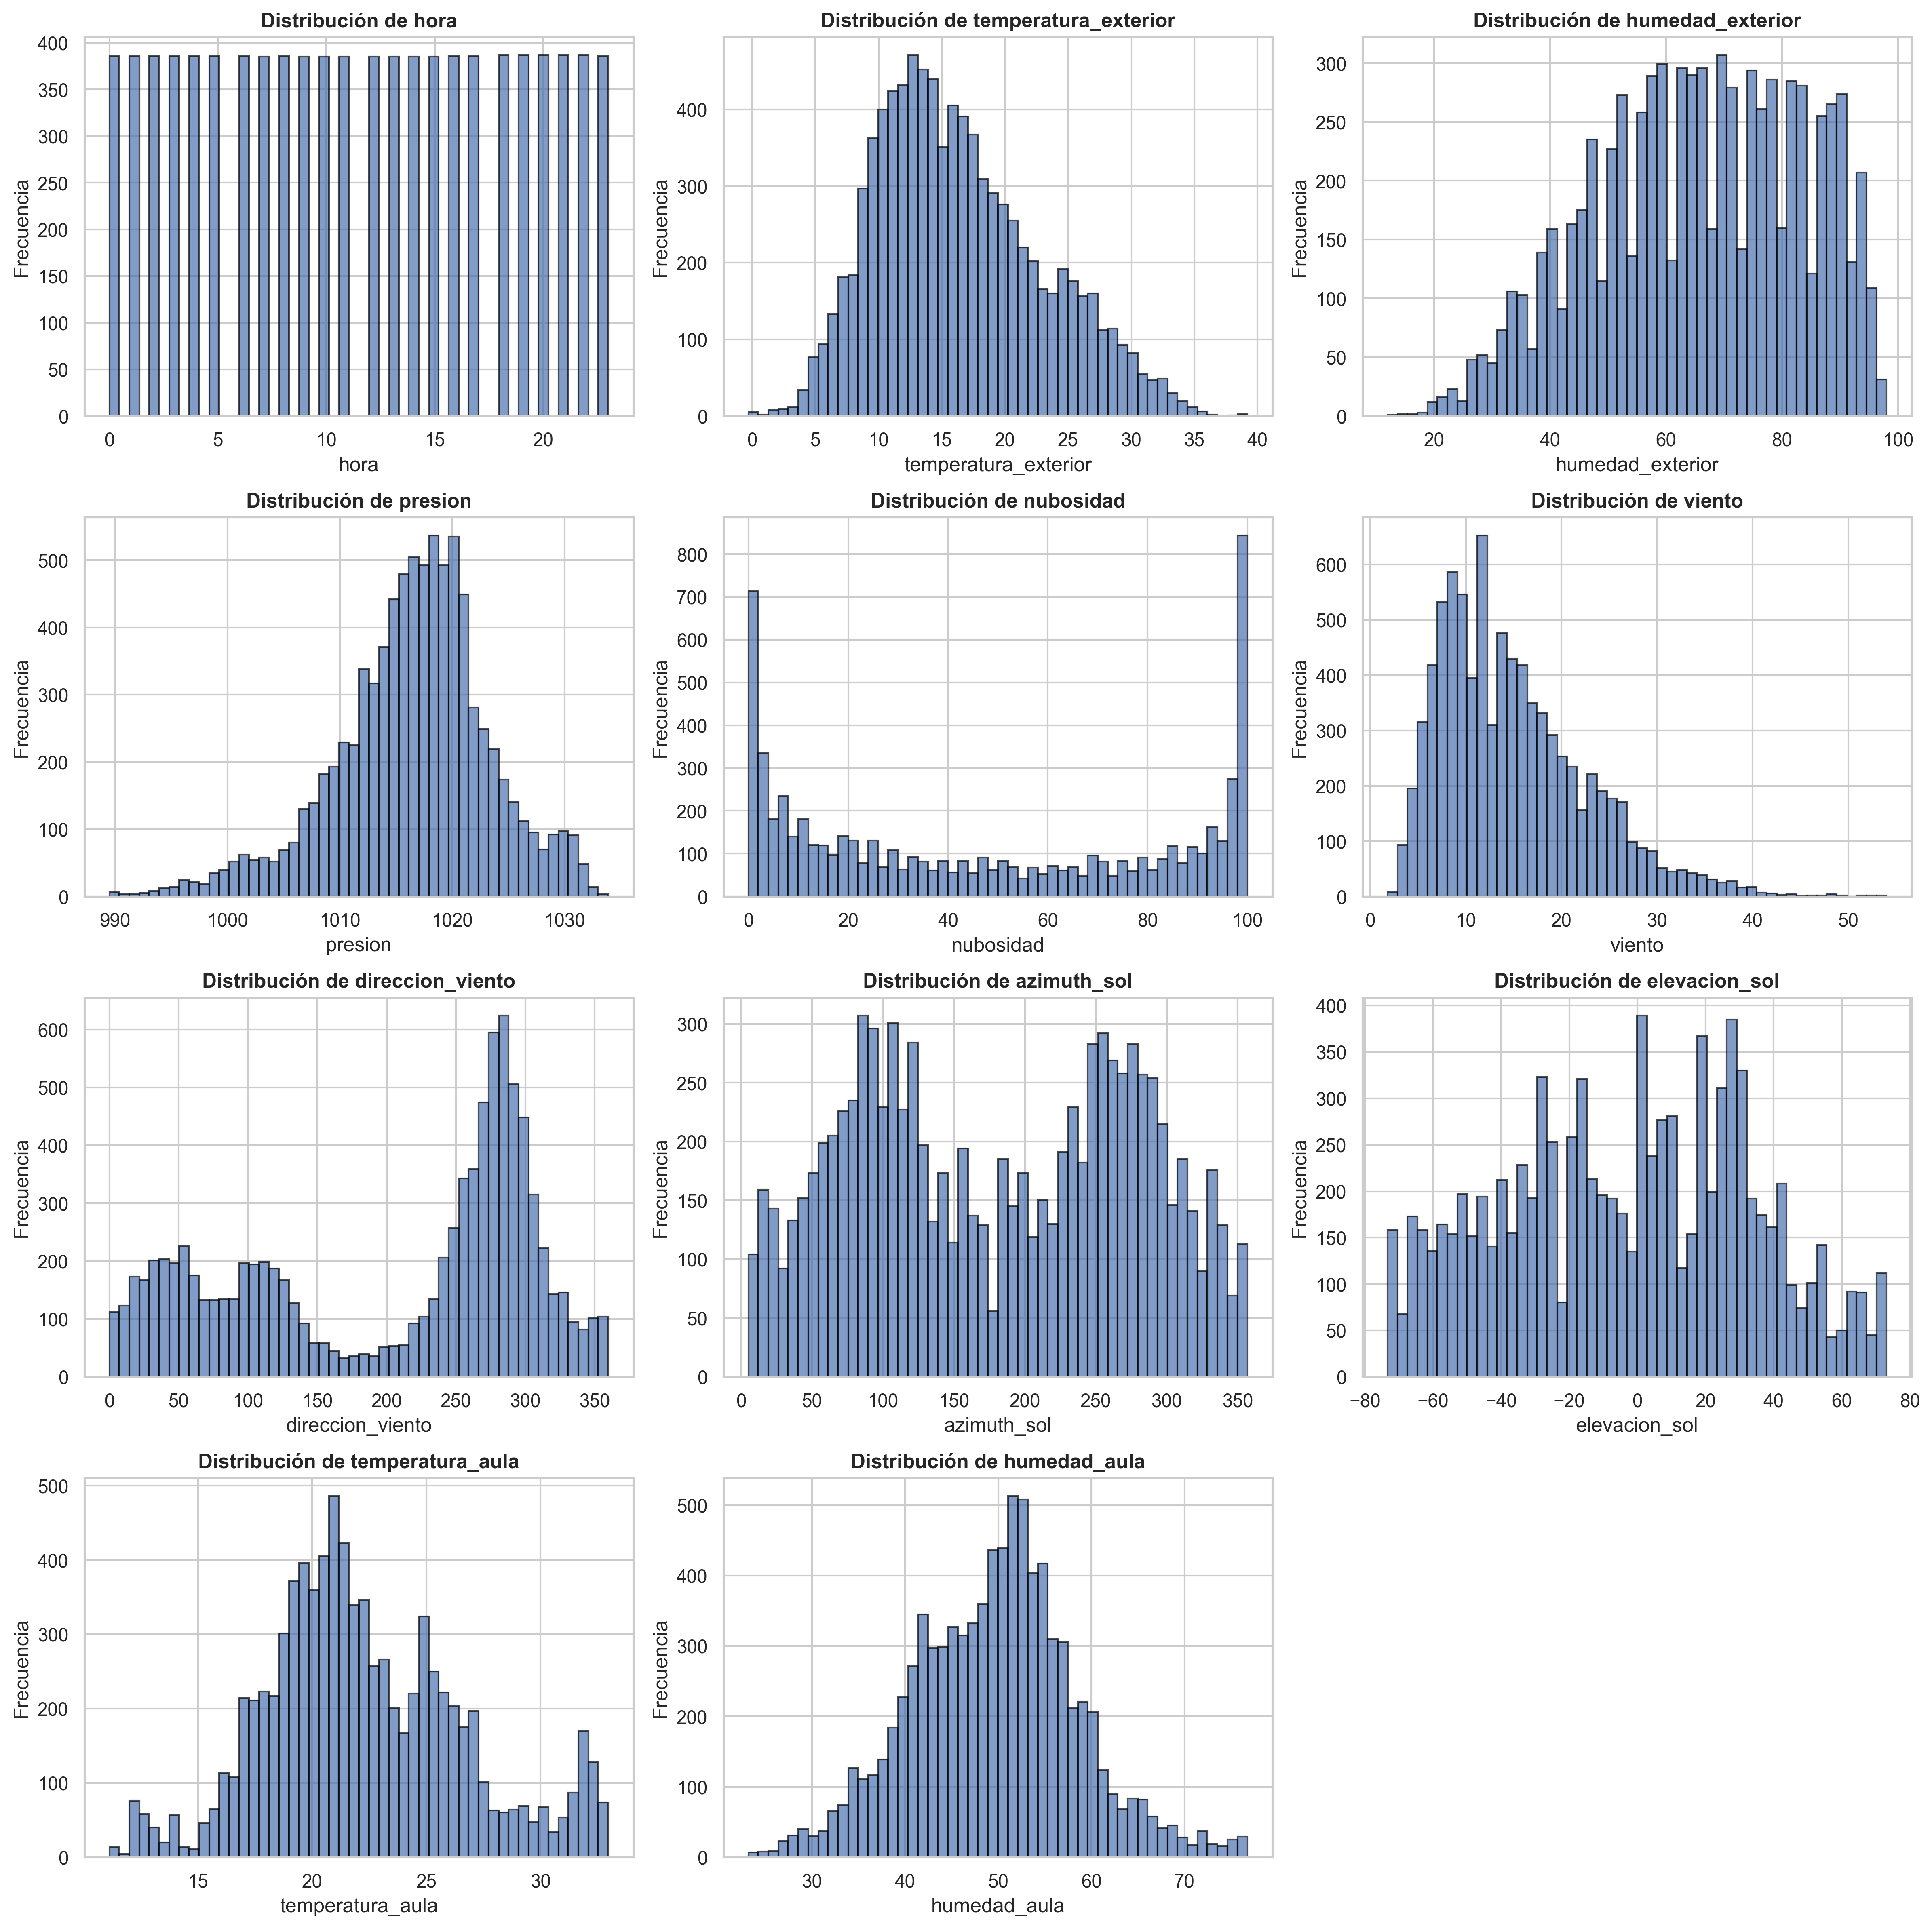 Distribución de hora
400
350
300
250
200
150
100
50
0
Frecuencia
0 5 10 15 20
hora
Distribución de temperatura_exterior
400
300
200
100
0
Frecuencia
0 5 10 15 20 25 30 35 40
temperatura_exterior
Distribución de humedad_exterior
300
250
200
150
100
50
0
Frecuencia
20 40 60 80 100
humedad_exterior
Distribución de presion
500
400
300
200
100
0
Frecuencia
990 1000 1010 1020 1030
presion
Distribución de nubosidad
800
700
600
500
400
300
200
100
0
Frecuencia
0 20 40 60 80 100
nubosidad
Distribución de viento
600
500
400
300
200
100
0
Frecuencia
0 10 20 30 40 50
viento
Distribución de direccion_viento
600
500
400
300
200
100
0
Frecuencia
0 50 100 150 200 250 300 350
direccion_viento
Distribución de azimuth_sol
300
250
200
150
100
50
0
Frecuencia
0 50 100 150 200 250 300 350
azimuth_sol
Distribución de elevacion_sol
400
350
300
250
200
150
100
50
0
Frecuencia
−80 −60 −40 −20 0 20 40 60 80
elevacion_sol
Distribución de temperatura_aula
500
400
300
200
100
0
Frecuencia
15 20 25 30
temperatura_aula
Distribución de humedad_aula
500
400
300
200
100
0
Frecuencia
30 40 50 60 70
humedad_aula